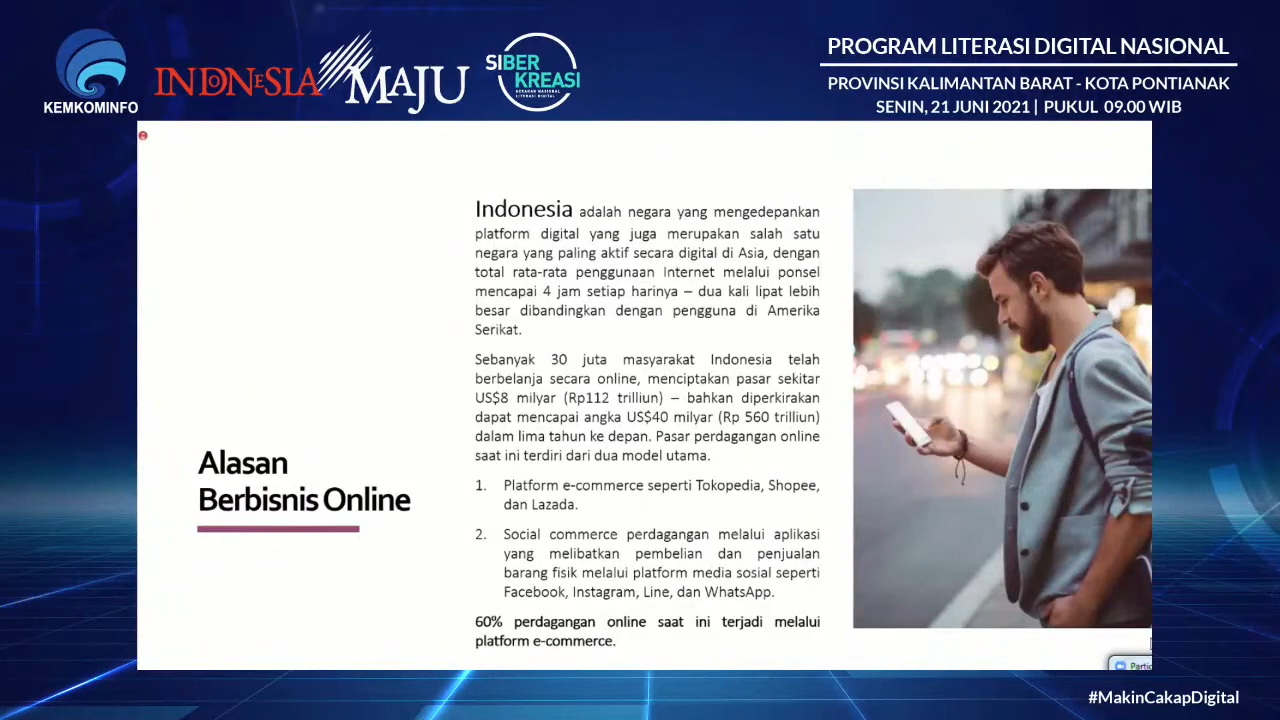 KEMKOMINFO
INDONESIA MAJU
SIBER
KREASI
GERAKAN NASIONAL
LITERASI DIGITAL
PROGRAM LITERASI DIGITAL NASIONAL
PROVINSI KALIMANTAN BARAT - KOTA PONTIANAK
SENIN, 21 JUNI 2021 | PUKUL 09.00 WIB
Alasan
Berbisnis Online
Indonesia adalah negara yang mengedepankan
platform digital yang juga merupakan salah satu
negara yang paling aktif secara digital di Asia, dengan
total rata-rata penggunaan Internet melalui ponsel
mencapai 4 jam setiap harinya – dua kali lipat lebih
besar dibandingkan dengan pengguna di Amerika
Serikat.
Sebanyak 30 juta masyarakat Indonesia telah
berbelanja secara online, menciptakan pasar sekitar
US$8 milyar (Rp112 trilliun) – bahkan diperkirakan
dapat mencapai angka US$40 milyar (Rp 560 trilliun)
dalam lima tahun ke depan. Pasar perdagangan online
saat ini terdiri dari dua model utama.
1. Platform e-commerce seperti Tokopedia, Shopee,
dan Lazada.
2. Social commerce perdagangan melalui aplikasi
yang melibatkan pembelian dan penjualan
barang fisik melalui platform media sosial seperti
Facebook, Instagram, Line, dan WhatsApp.
60% perdagangan online saat ini terjadi melalui
platform e-commerce.
#MakinCakapDigital